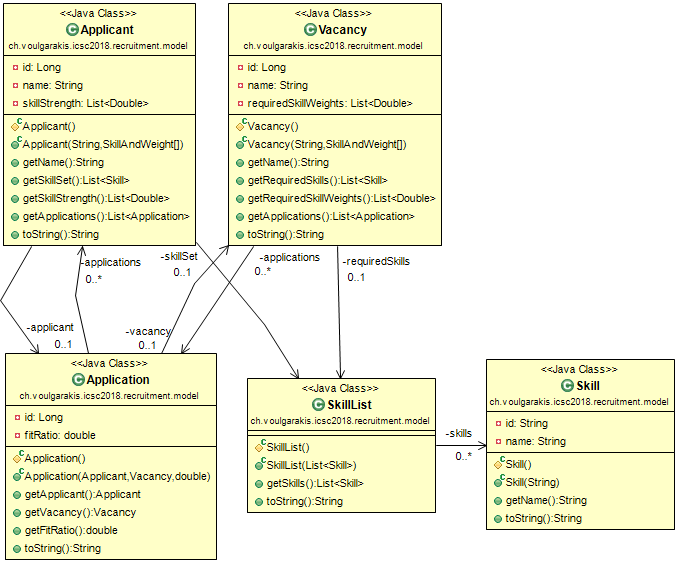 <<Java Class>>
Applicant
ch.voulgarakis.icsc2018.recruitment.model
id: Long
name: String
skillStrength: List<Double>
Applicant()
Applicant(String,SkillAndWeight[])
getName():String
getSkillSet():List<Skill>
getSkillStrength():List<Double>
getApplications():List<Application>
toString():String
<<Java Class>>
Vacancy
ch.voulgarakis.icsc2018.recruitment.model
id: Long
name: String
requiredSkillWeights: List<Double>
Vacancy()
Vacancy(String,SkillAndWeight[])
getName():String
getRequiredSkills():List<Skill>
getRequiredSkillWeights():List<Double>
getApplications():List<Application>
toString():String
-applications
0..*
-skillSet
0..1
-applications
0..*
-requiredSkills
0..1
-applicant
0..1
-vacancy
0..1
<<Java Class>>
Application
ch.voulgarakis.icsc2018.recruitment.model
id: Long
fitRatio: double
Application()
Application(Applicant,Vacancy,double)
getApplicant():Applicant
getVacancy():Vacancy
getFitRatio():double
toString():String
<<Java Class>>
SkillList
ch.voulgarakis.icsc2018.recruitment.model
SkillList()
SkillList(List<Skill>)
getSkills():List<Skill>
toString():String
-skills
0..*
<<Java Class>>
Skill
ch.voulgarakis.icsc2018.recruitment.model
id: String
name: String
Skill()
Skill(String)
getName():String
toString():String